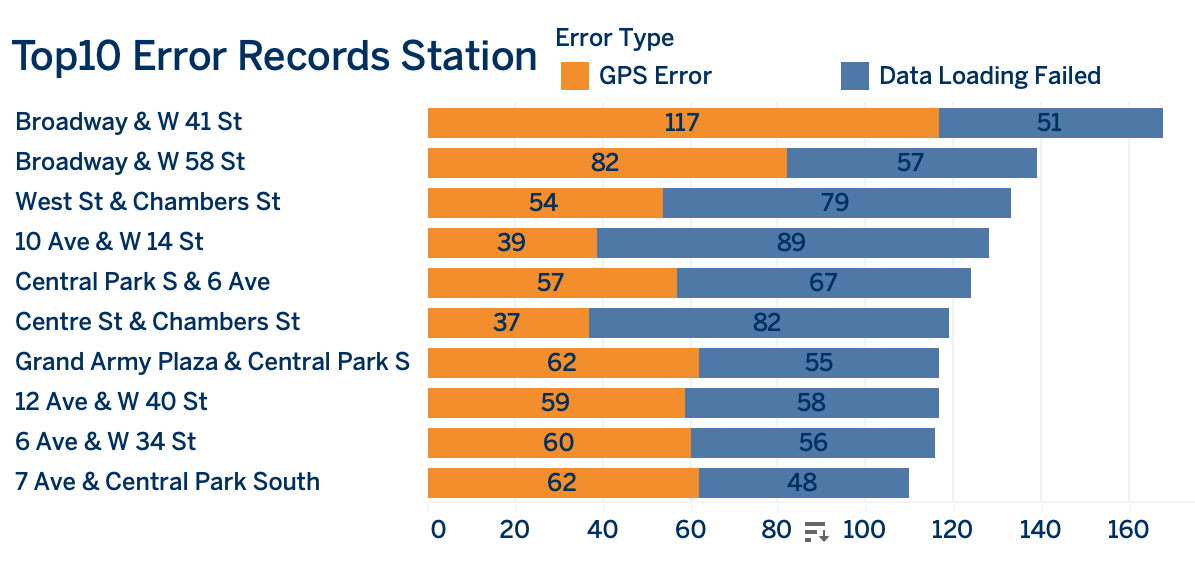 Top10 Error Records Station
Error Type
GPS Error Data Loading Failed
Broadway & W 41 St 117 51
Broadway & W 58 St 82 57
West St & Chambers St 54 79
10 Ave & W 14 St 39 89
Central Park S & 6 Ave 57 67
Centre St & Chambers St 37 82
Grand Army Plaza & Central Park S 62 55
12 Ave & W 40 St 59 58
6 Ave & W 34 St 60 56
7 Ave & Central Park South 62 48
0 20 40 60 80 100 120 140 160